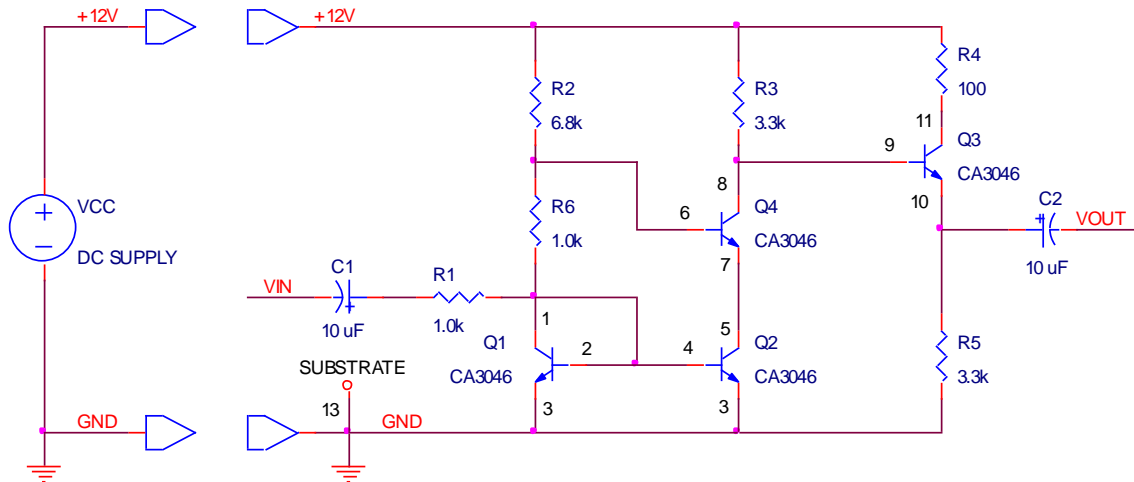 +12V
+12V
R2
6.8k
R3
3.3k
R4
100
11
9
Q3
CA3046
8
10
6
Q4
CA3046
7
C2
+
VOUT
10 uF
VCC
+
−
DC SUPPLY
R6
1.0k
C1
R1
VIN
+
10 uF
1.0k
1
5
Q1
2
4
Q2
CA3046
CA3046
R5
3.3k
SUBSTRATE
13
3
3
GND
GND